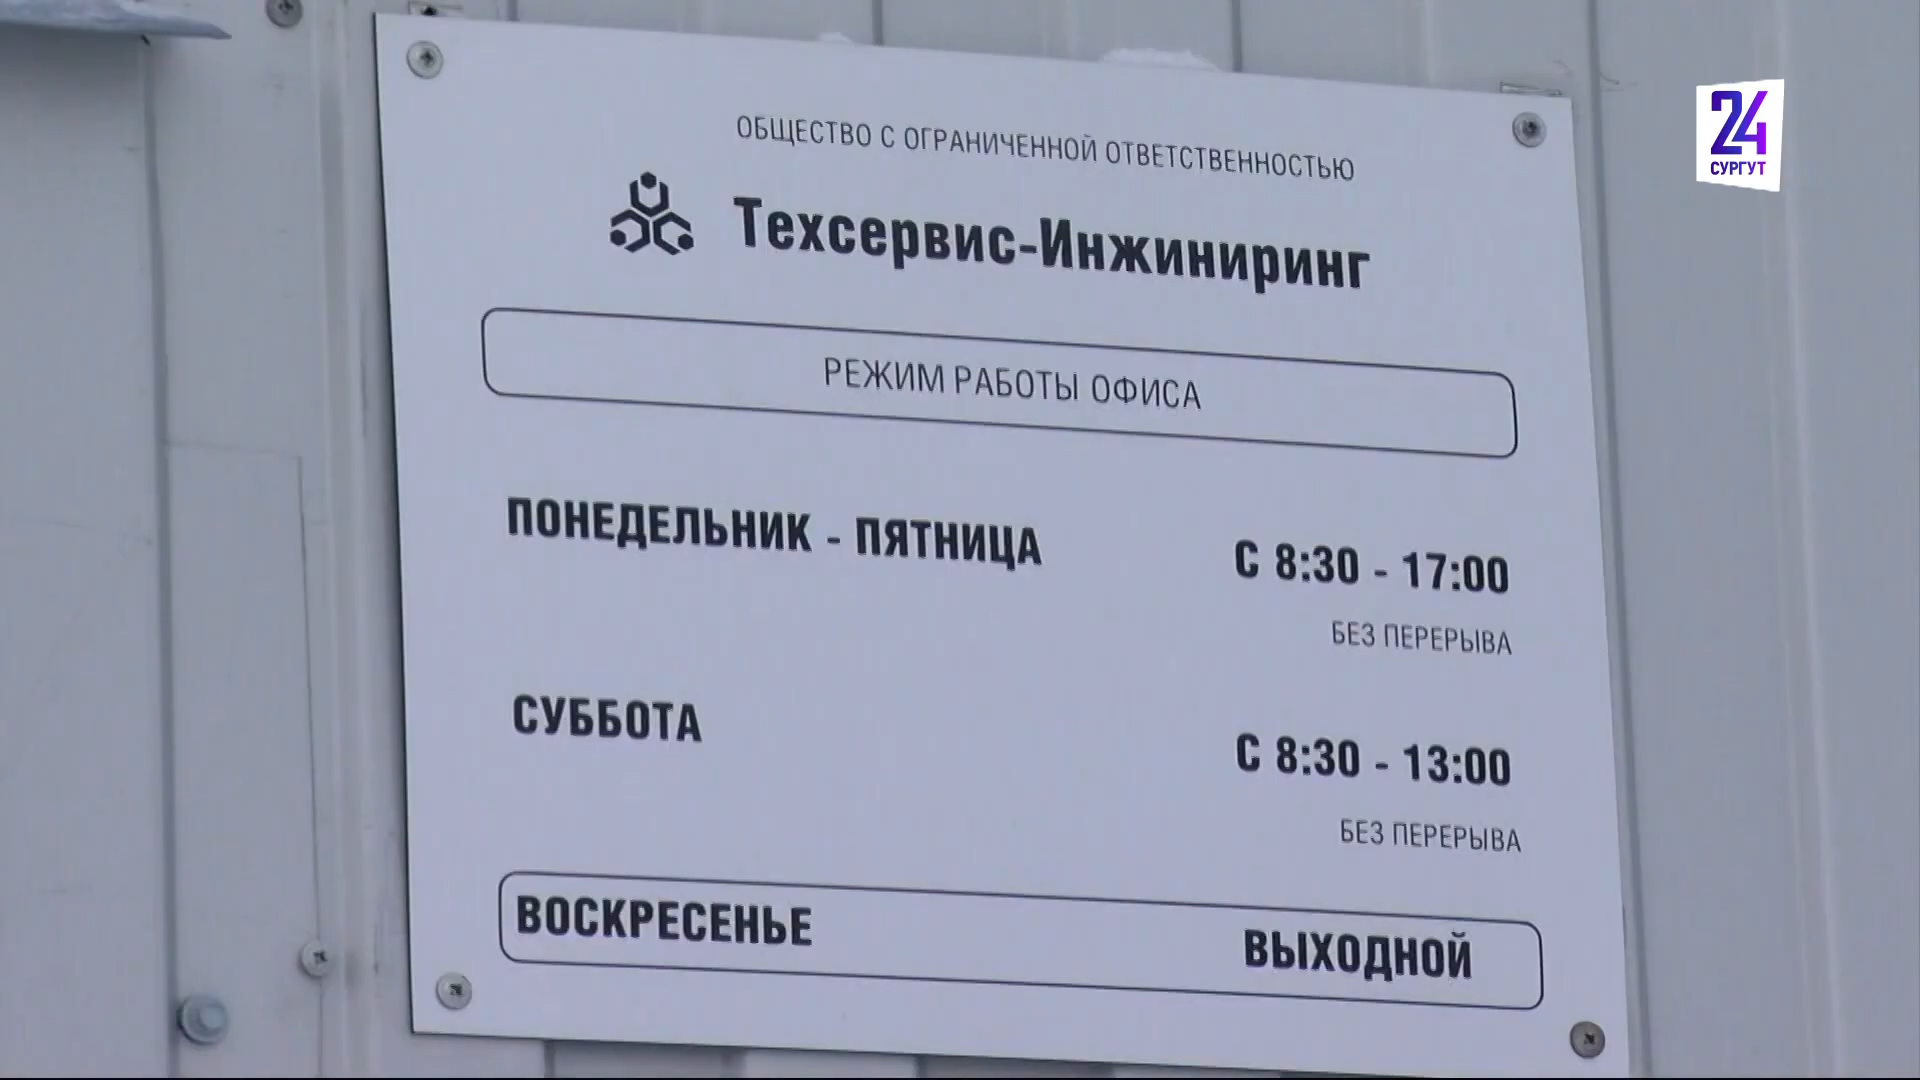 24
СУРГУТ
ОБЩЕСТВО С ОГРАНИЧЕННОЙ ОТВЕТСТВЕННОСТЬЮ
Техсервис-Инжиниринг
РЕЖИМ РАБОТЫ ОФИСА
ПОНЕДЕЛЬНИК - ПЯТНИЦА С 8:30 - 17:00
БЕЗ ПЕРЕРЫВА
СУББОТА С 8:30 - 13:00
БЕЗ ПЕРЕРЫВА
ВОСКРЕСЕНЬЕ ВЫХОДНОЙ